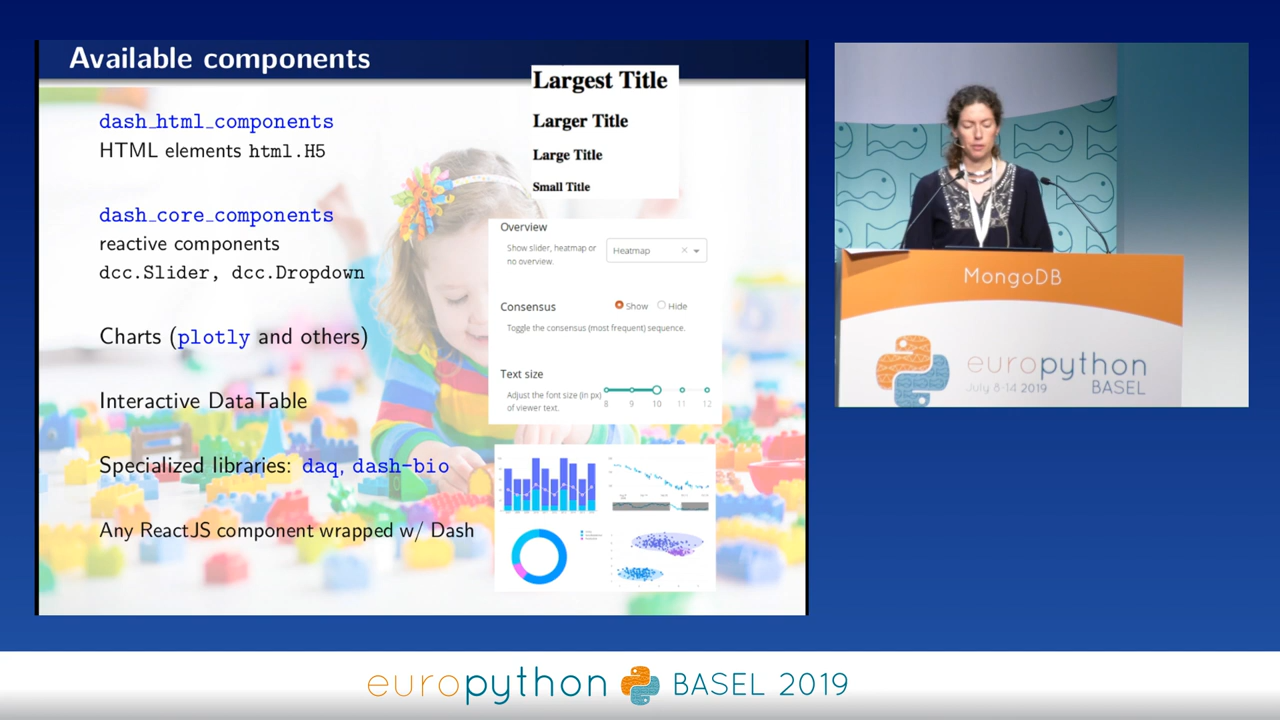 Available components
dash_html_components
HTML elements html.H5
dash_core_components
reactive components
dcc.Slider, dcc.Dropdown
Charts (plotly and others)
Interactive DataTable
Specialized libraries: daq, dash-bio
Any ReactJS component wrapped w/ Dash
Largest Title
Larger Title
Large Title
Small Title
Overview
Show slider, heatmap or
no overview.
Heatmap
Consensus
Show Hide
Toggle the consensus (most frequent) sequence.
Text size
Adjust the font size (in px)
of viewer text.
8 9 10 11 12
MongoDB
europython
July 8-14 2019
BASEL
europython BASEL 2019